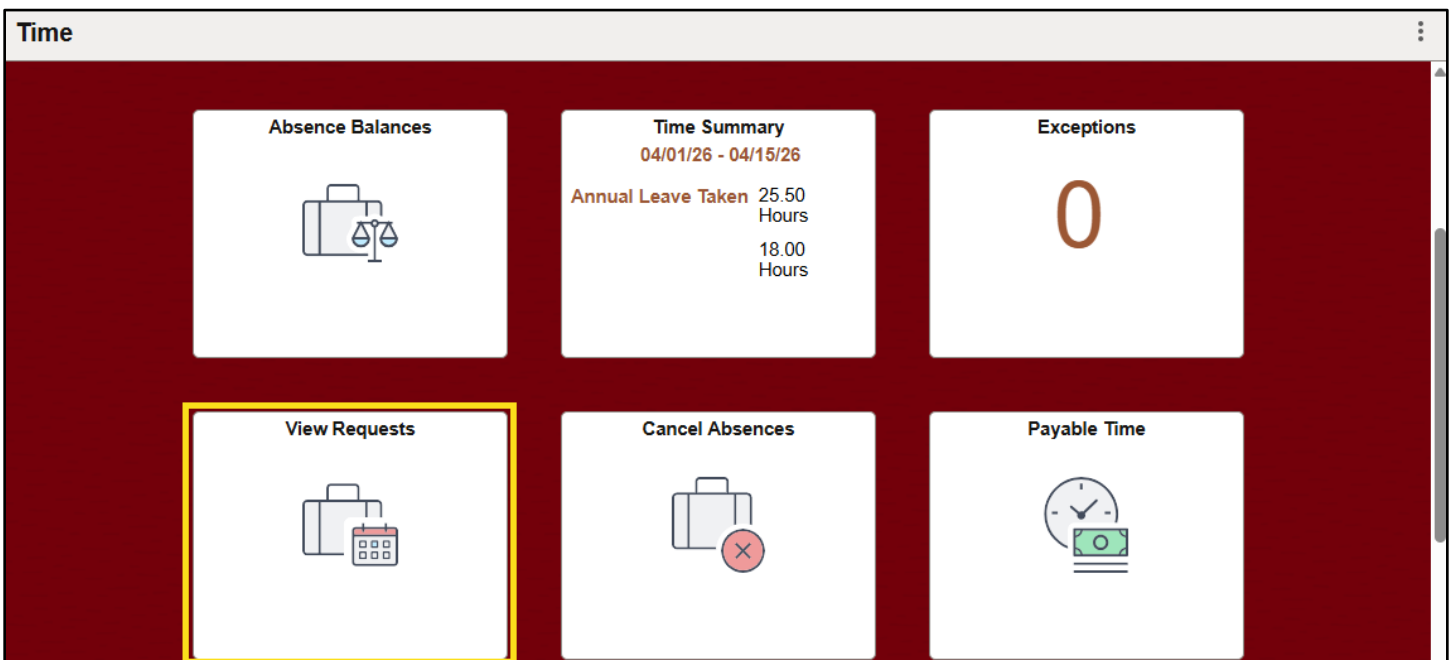 Time
Absence Balances
Time Summary
04/01/26 - 04/15/26
Annual Leave Taken 25.50
Hours
18.00
Hours
Exceptions
0
View Requests
Cancel Absences
Payable Time